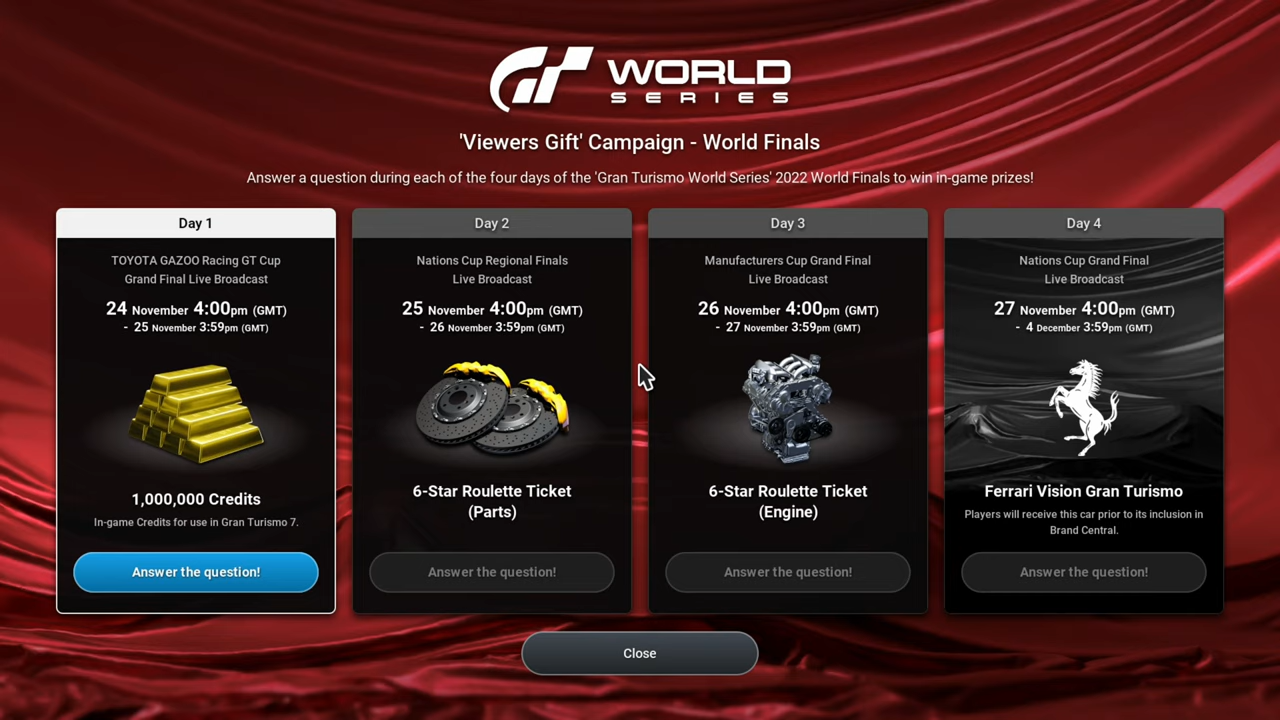 GT WORLD
SERIES
'Viewers Gift' Campaign - World Finals
Answer a question during each of the four days of the 'Gran Turismo World Series' 2022 World Finals to win in-game prizes!
Day 1
TOYOTA GAZOO Racing GT Cup
Grand Final Live Broadcast
24 November 4:00pm (GMT)
- 25 November 3:59pm (GMT)
1,000,000 Credits
In-game Credits for use in Gran Turismo 7.
Answer the question!
Day 2
Nations Cup Regional Finals
Live Broadcast
25 November 4:00pm (GMT)
- 26 November 3:59pm (GMT)
6-Star Roulette Ticket
(Parts)
Answer the question!
Day 3
Manufacturers Cup Grand Final
Live Broadcast
26 November 4:00pm (GMT)
- 27 November 3:59pm (GMT)
6-Star Roulette Ticket
(Engine)
Answer the question!
Day 4
Nations Cup Grand Final
Live Broadcast
27 November 4:00pm (GMT)
- 4 December 3:59pm (GMT)
Ferrari Vision Gran Turismo
Players will receive this car prior to its inclusion in
Brand Central.
Answer the question!
Close